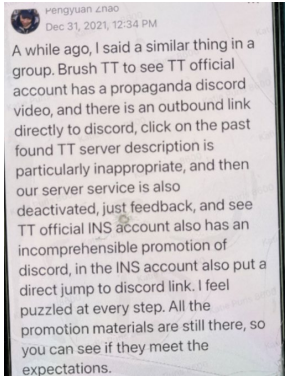 Pengyuan Zhao
Dec 31, 2021, 12:34 PM
A while ago, I said a similar thing in a
group. Brush TT to see TT official
account has a propaganda discord
video, and there is an outbound link
directly to discord, click on the past
found TT server description is
particularly inappropriate, and then
our server service is also
deactivated, just feedback, and see
TT official INS account also has an
incomprehensible promotion of
discord, in the INS account also put a
direct jump to discord link. I feel
puzzled at every step. All the
promotion materials are still there, so
you can see if they meet the
expectations.